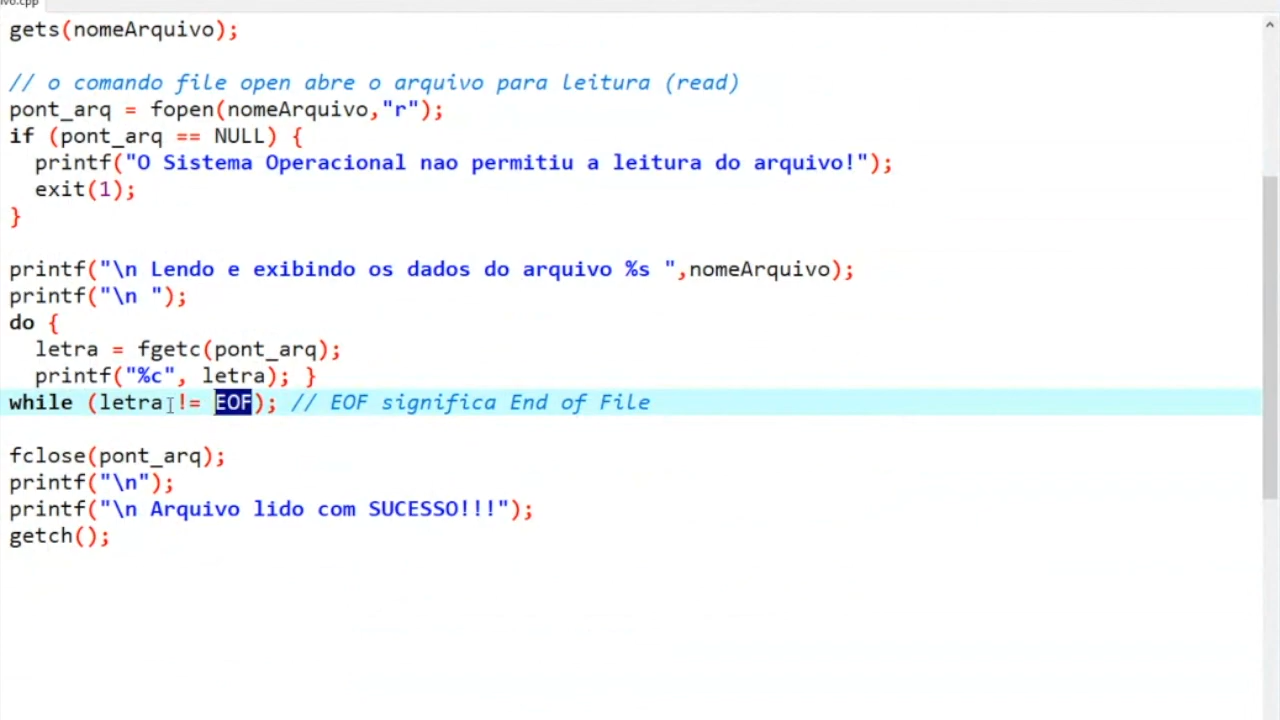 ivo.cpp
gets(nomeArquivo);
// o comando file open abre o arquivo para leitura (read)
pont_arq = fopen(nomeArquivo,"r");
if (pont_arq == NULL) {
printf("O Sistema Operacional nao permitiu a leitura do arquivo!");
exit(1);
}
printf("\n Lendo e exibindo os dados do arquivo %s ",nomeArquivo);
printf("\n ");
do {
letra = fgetc(pont_arq);
printf("%c", letra); }
while (letra != EOF); // EOF significa End of File
fclose(pont_arq);
printf("\n");
printf("\n Arquivo lido com SUCESSO!!!");
getch();